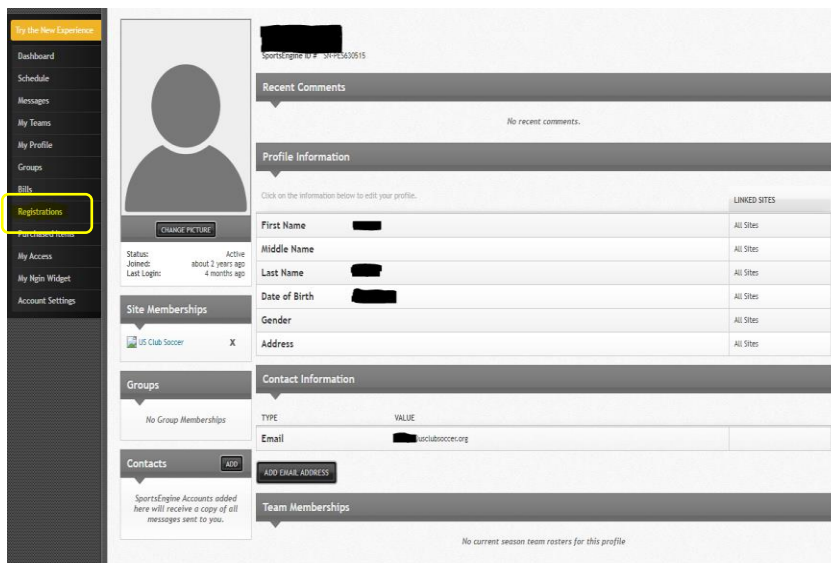 Try the New Experience
Dashboard
Schedule
Messages
My Teams
My Profile
Groups
Bills
Registrations
Purchased Items
My Access
My Ngin Widget
Account Settings
CHANGE PICTURE
Status: Active
Joined: about 2 years ago
Last Login: 4 months ago
Site Memberships
US Club Soccer X
Groups
No Group Memberships
Contacts ADD
SportsEngine Accounts added
here will receive a copy of all
messages sent to you.
SportsEngine ID #
Recent Comments
No recent comments.
Profile Information
Click on the information below to edit your profile.
LINKED SITES
First Name All Sites
Middle Name All Sites
Last Name All Sites
Date of Birth All Sites
Gender All Sites
Address All Sites
Contact Information
TYPE VALUE
Email usclubsoccer.org
ADD EMAIL ADDRESS
Team Memberships
No current season team rosters for this profile